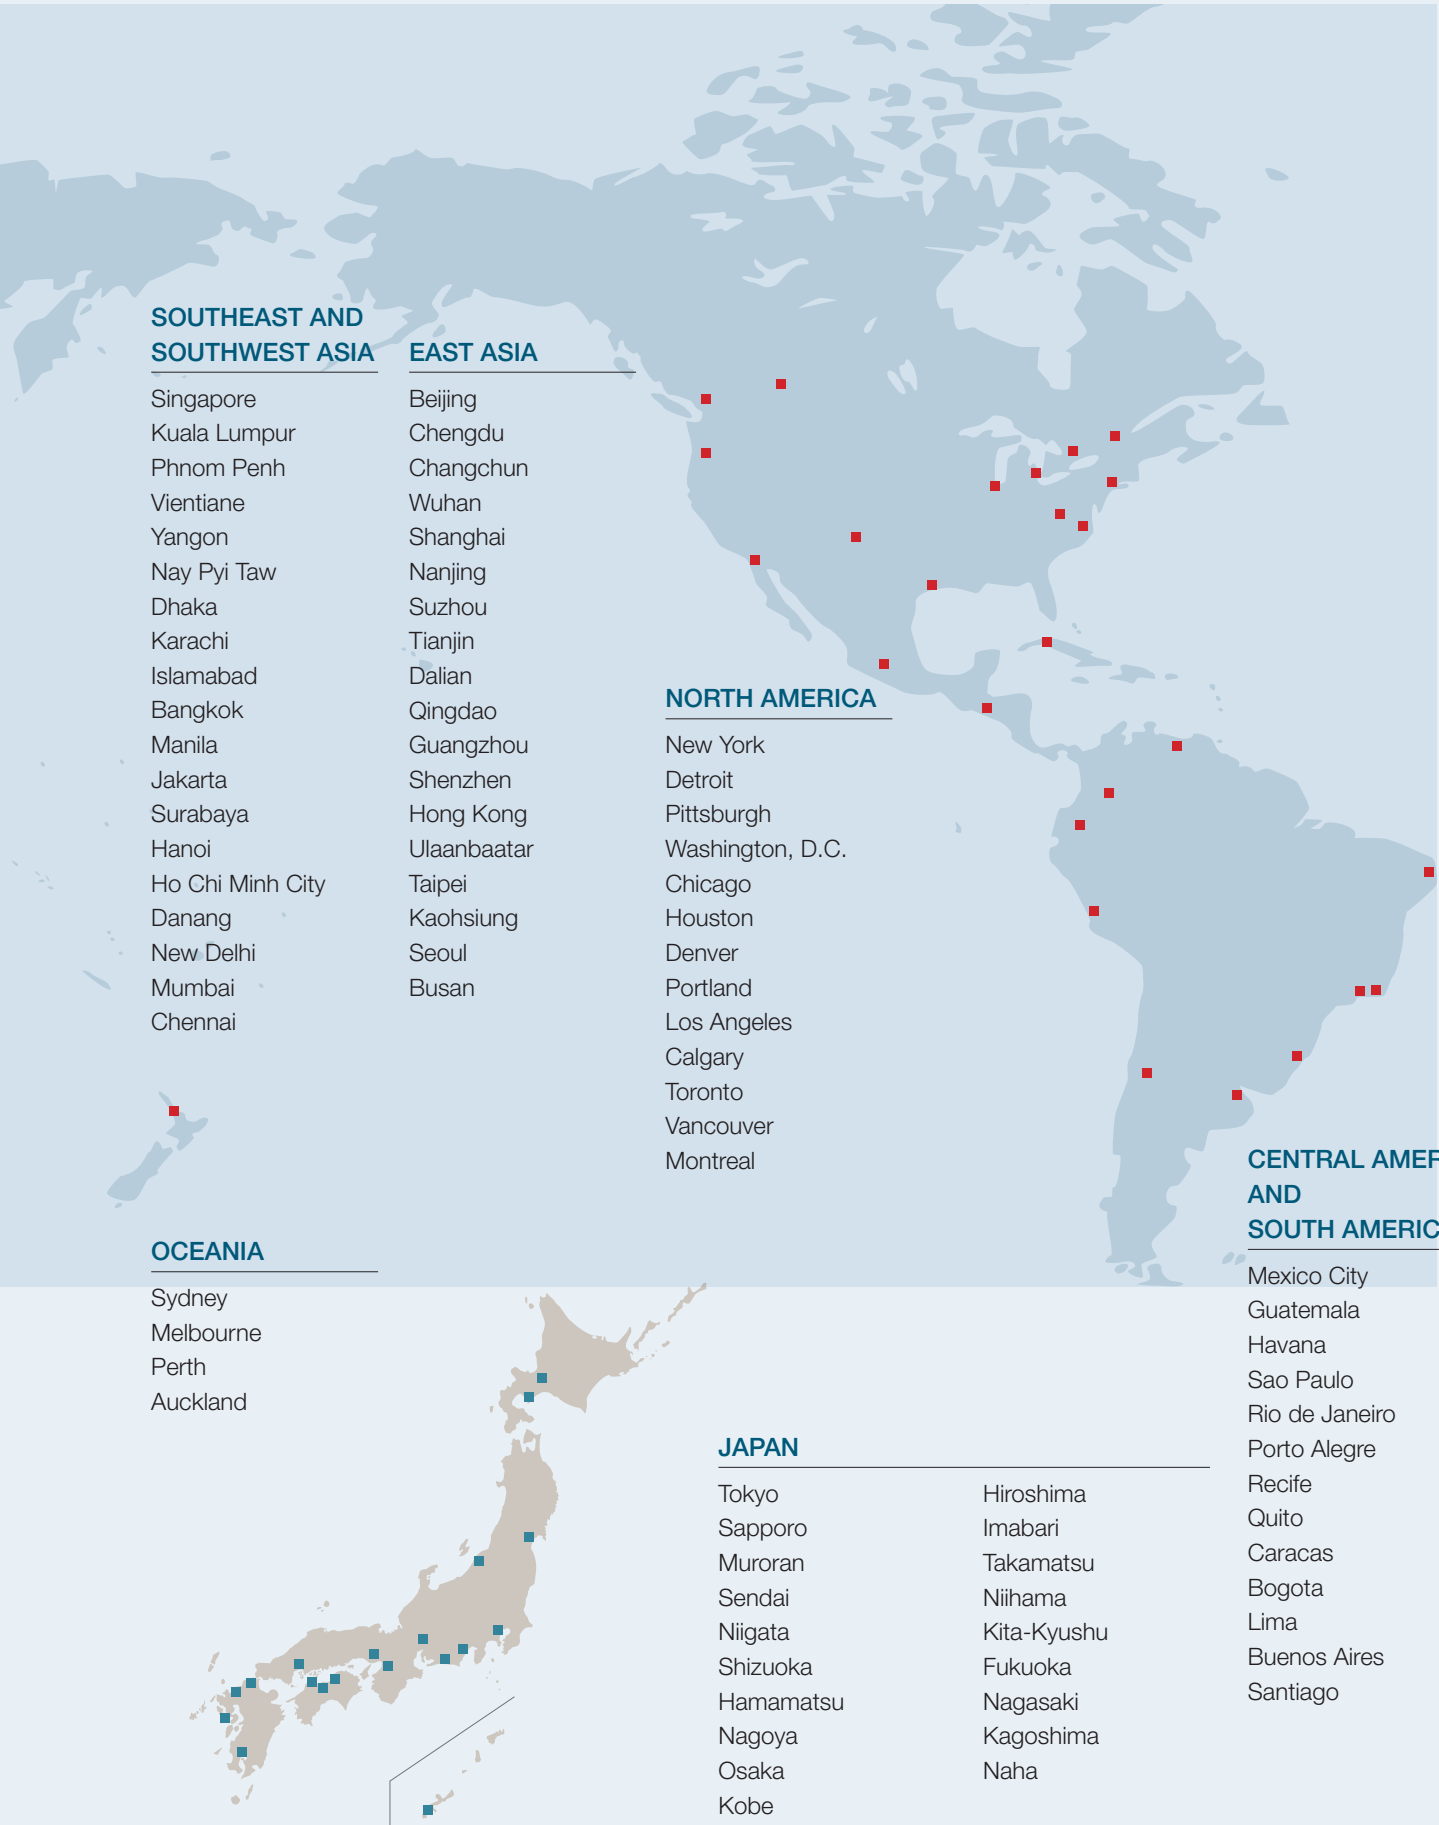 SOUTHEAST AND
SOUTHWEST ASIA
Singapore
Kuala Lumpur
Phnom Penh
Vientiane
Yangon
Nay Pyi Taw
Dhaka
Karachi
Islamabad
Bangkok
Manila
Jakarta
Surabaya
Hanoi
Ho Chi Minh City
Danang
New Delhi
Mumbai
Chennai
EAST ASIA
Beijing
Chengdu
Changchun
Wuhan
Shanghai
Nanjing
Suzhou
Tianjin
Dalian
Qingdao
Guangzhou
Shenzhen
Hong Kong
Ulaanbaatar
Taipei
Kaohsiung
Seoul
Busan
NORTH AMERICA
New York
Detroit
Pittsburgh
Washington, D.C.
Chicago
Houston
Denver
Portland
Los Angeles
Calgary
Toronto
Vancouver
Montreal
OCEANIA
Sydney
Melbourne
Perth
Auckland
JAPAN
Tokyo
Sapporo
Muroran
Sendai
Niigata
Shizuoka
Hamamatsu
Nagoya
Osaka
Kobe
Hiroshima
Imabari
Takamatsu
Niihama
Kita-Kyushu
Fukuoka
Nagasaki
Kagoshima
Naha
CENTRAL AMER
AND
SOUTH AMERIC
Mexico City
Guatemala
Havana
Sao Paulo
Rio de Janeiro
Porto Alegre
Recife
Quito
Caracas
Bogota
Lima
Buenos Aires
Santiago